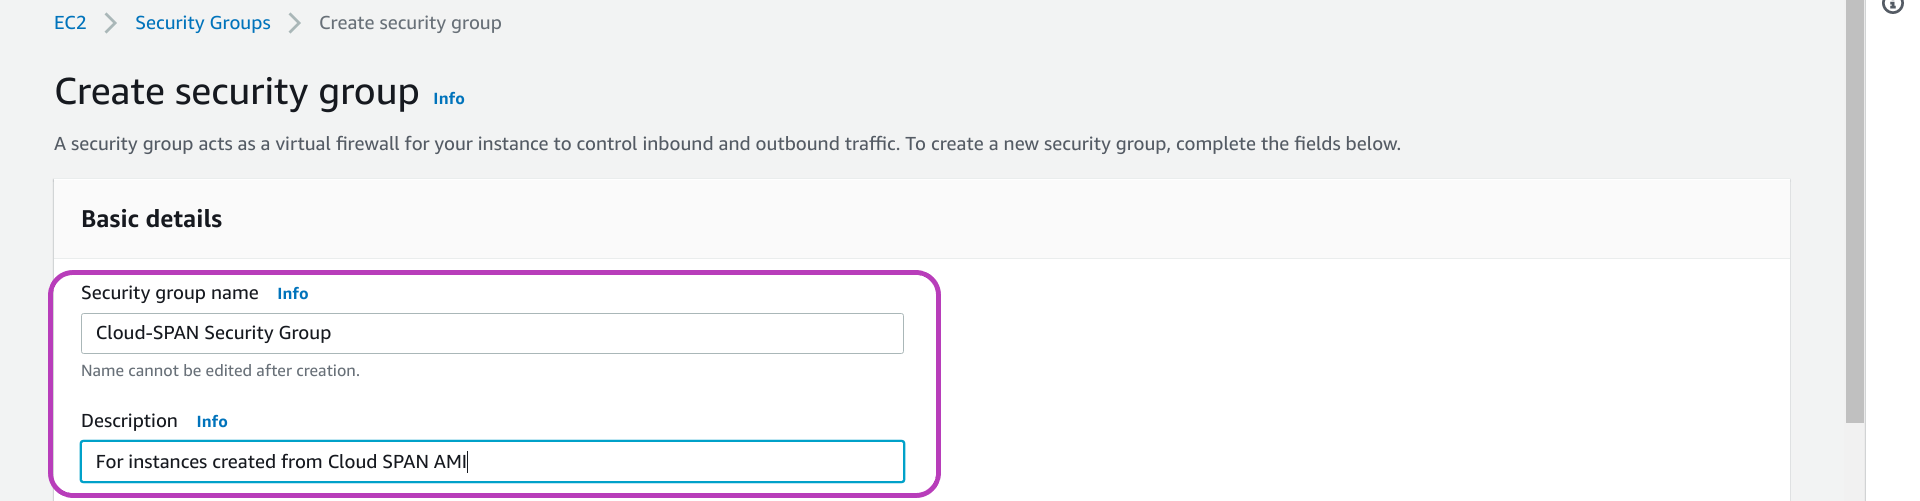 EC2 > Security Groups > Create security group
Create security group Info
A security group acts as a virtual firewall for your instance to control inbound and outbound traffic. To create a new security group, complete the fields below.
Basic details
Security group name Info
Cloud-SPAN Security Group
Name cannot be edited after creation.
Description Info
For instances created from Cloud SPAN AMI